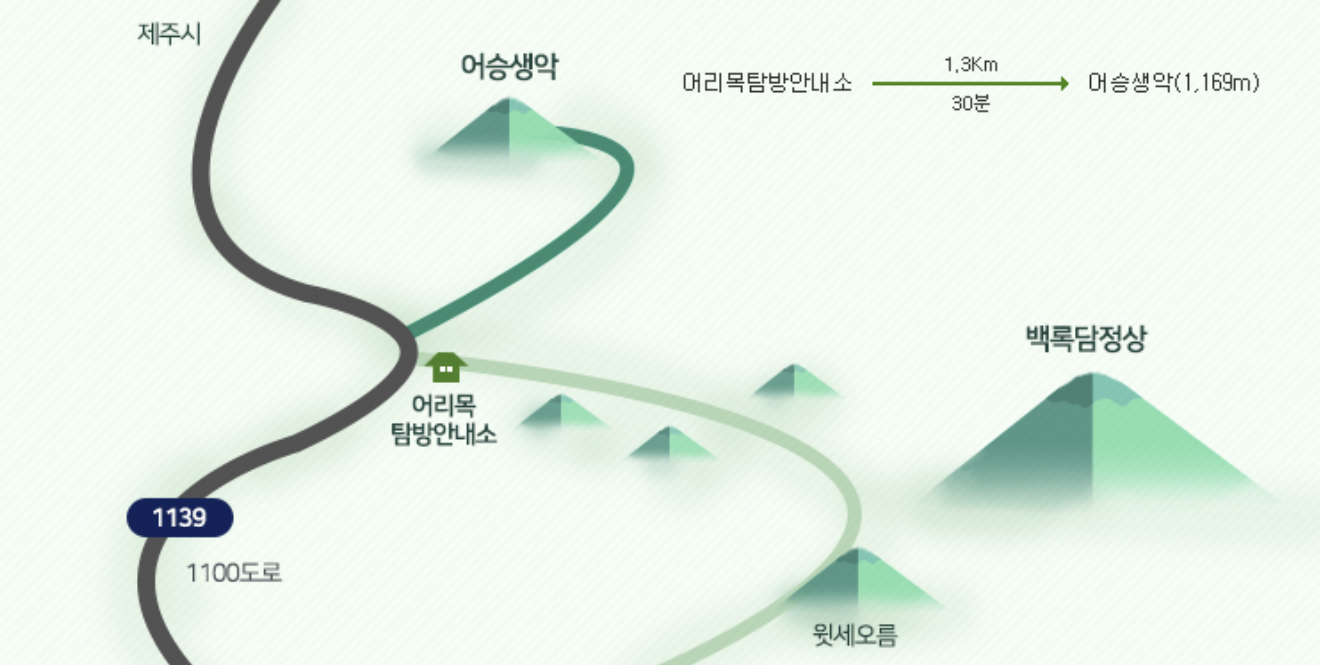 제주시
어승생악
어리목탐방안내소
1.3Km
30분
어승생악(1,169m)
백록담정상
어리목
탐방안내소
1139
1100도로
윗세오름